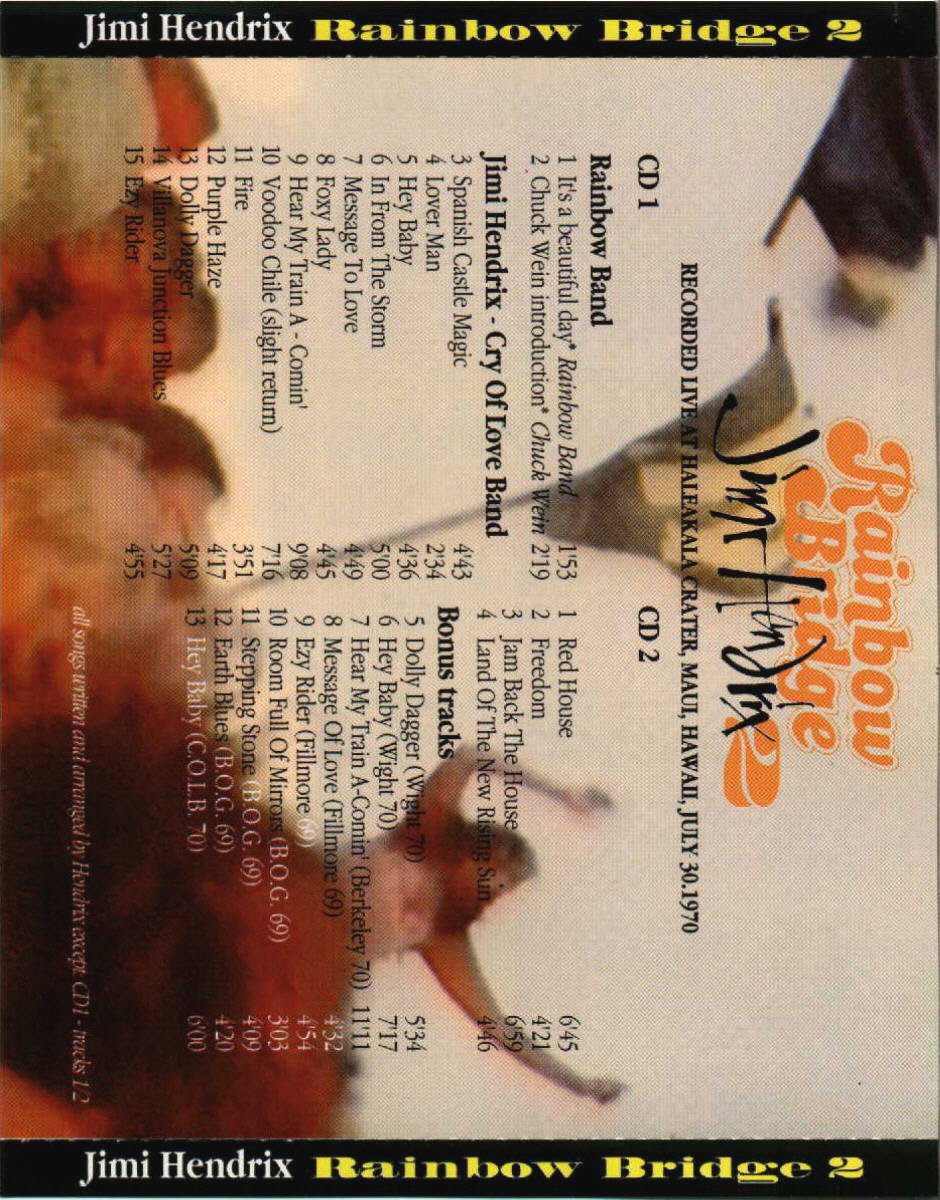 Jimi Hendrix Rainbow Bridge 2
Rainbow
Bridge 2
Jimi Hendrix
RECORDED LIVE AT HALEAKALA CRATER, MAUI, HAWAII, JULY 30.1970
CD 1
Rainbow Band
1 It's a beautiful day* Rainbow Band 1'53
2 Chuck Wein introduction* Chuck Wein 2'19
Jimi Hendrix - Cry Of Love Band
3 Spanish Castle Magic 4'43
4 Lover Man 2'34
5 Hey Baby 4'36
6 In From The Storm 5'00
7 Message To Love 4'49
8 Foxy Lady 4'45
9 Hear My Train A - Comin' 9'08
10 Voodoo Chile (slight return) 7'16
11 Fire 3'51
12 Purple Haze 4'17
13 Dolly Dagger 5'09
14 Villanova Junction Blues 5'27
15 Ezy Rider 4'55
CD 2
1 Red House 6'45
2 Freedom 4'21
3 Jam Back The House 6'59
4 Land Of The New Rising Sun 4'46
Bonus tracks
5 Dolly Dagger (Wight 70) 5'34
6 Hey Baby (Wight 70) 7'17
7 Hear My Train A-Comin' (Berkeley 70) 11'11
8 Message Of Love (Fillmore 69) 4'32
9 Ezy Rider (Fillmore 69) 4'54
10 Room Full Of Mirrors (B.O.G. 69) 3'03
11 Stepping Stone (B.O.G. 69) 4'09
12 Earth Blues (B.O.G. 69) 4'20
13 Hey Baby (C.O.L.B. 70) 6'00
all songs written and arranged by Hendrix except CD1 - tracks 1/2
Jimi Hendrix Rainbow Bridge 2